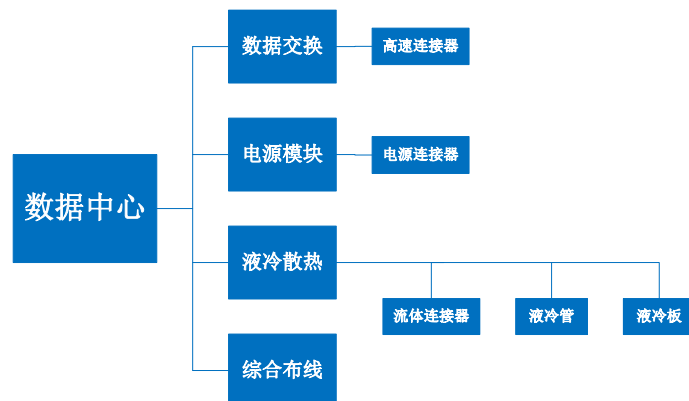 数据中心
数据交换
高速连接器
电源模块
电源连接器
液冷散热
流体连接器
液冷管
液冷板
综合布线